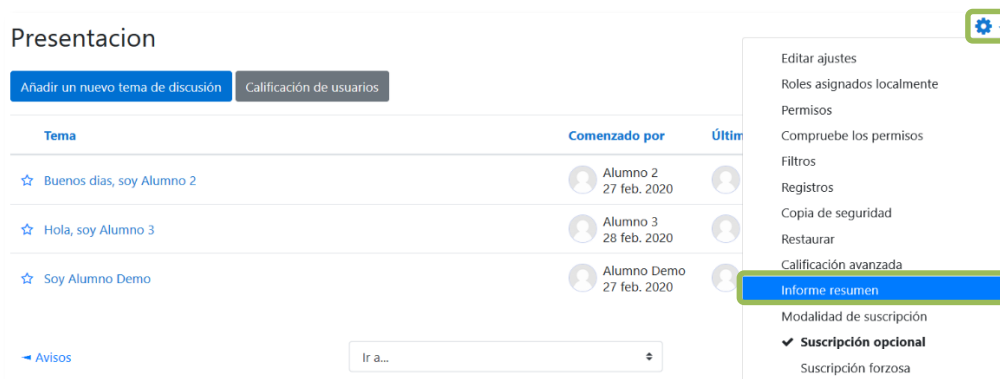 Presentacion
Añadir un nuevo tema de discusión
Calificación de usuarios
Tema
Comenzado por
Últim
Buenos dias, soy Alumno 2
Alumno 2
27 feb. 2020
Hola, soy Alumno 3
Alumno 3
28 feb. 2020
Soy Alumno Demo
Alumno Demo
27 feb. 2020
◄ Avisos
Ir a...
Editar ajustes
Roles asignados localmente
Permisos
Compruebe los permisos
Filtros
Registros
Copia de seguridad
Restaurar
Calificación avanzada
Informe resumen
Modalidad de suscripción
✔ Suscripción opcional
Suscripción forzosa